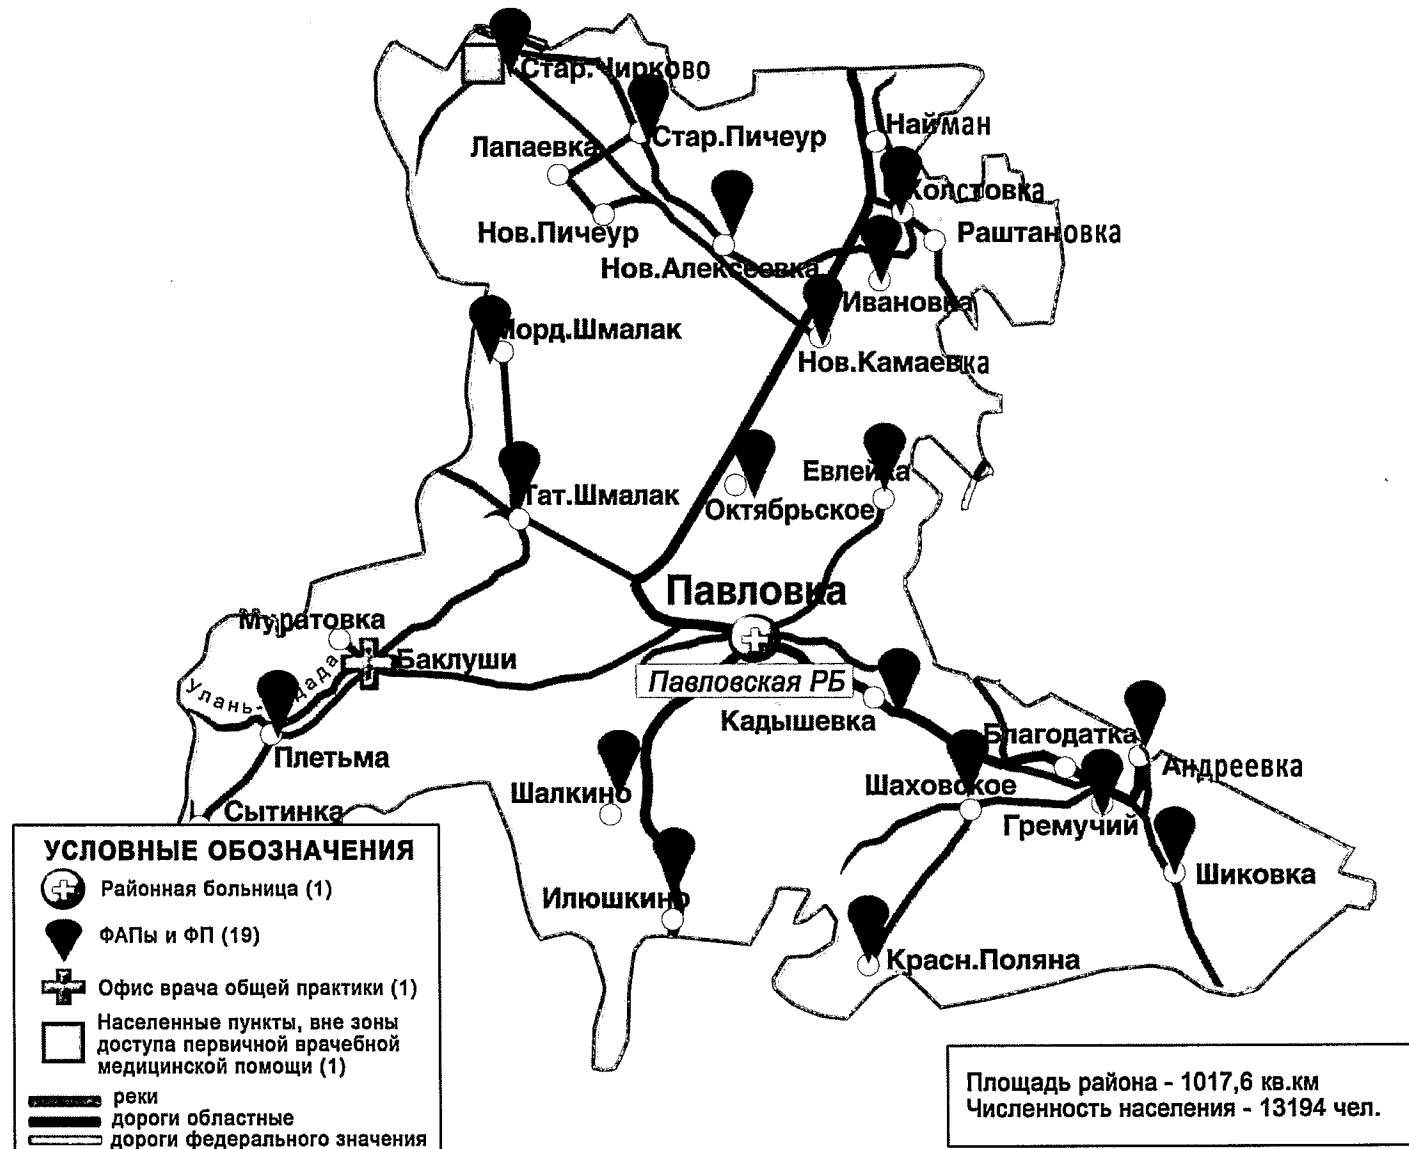 Стар.Чирково
Найман
Стар.Пичеур
Лапаевка
Холстовка
Раштановка
Нов.Пичеур
Нов.Алексеевка
Ивановка
Морд.Шмалак
Нов.Камаевка
Евлейка
Тат.Шмалак
Октябрьское
Павловка
Муратовка
Баклуши
Павловская РБ
Кадышевка
Благодатка
Плетьма
Андреевка
Шалкино
Шаховское
Сытинка
Гремучий
Шиковка
Илюшкино
Красн.Поляна
УСЛОВНЫЕ ОБОЗНАЧЕНИЯ
Районная больница (1)
ФАПы и ФП (19)
Офис врача общей практики (1)
Населенные пункты, вне зоны
доступа первичной врачебной
медицинской помощи (1)
реки
дороги областные
дороги федерального значения
Площадь района - 1017,6 кв.км
Численность населения - 13194 чел.